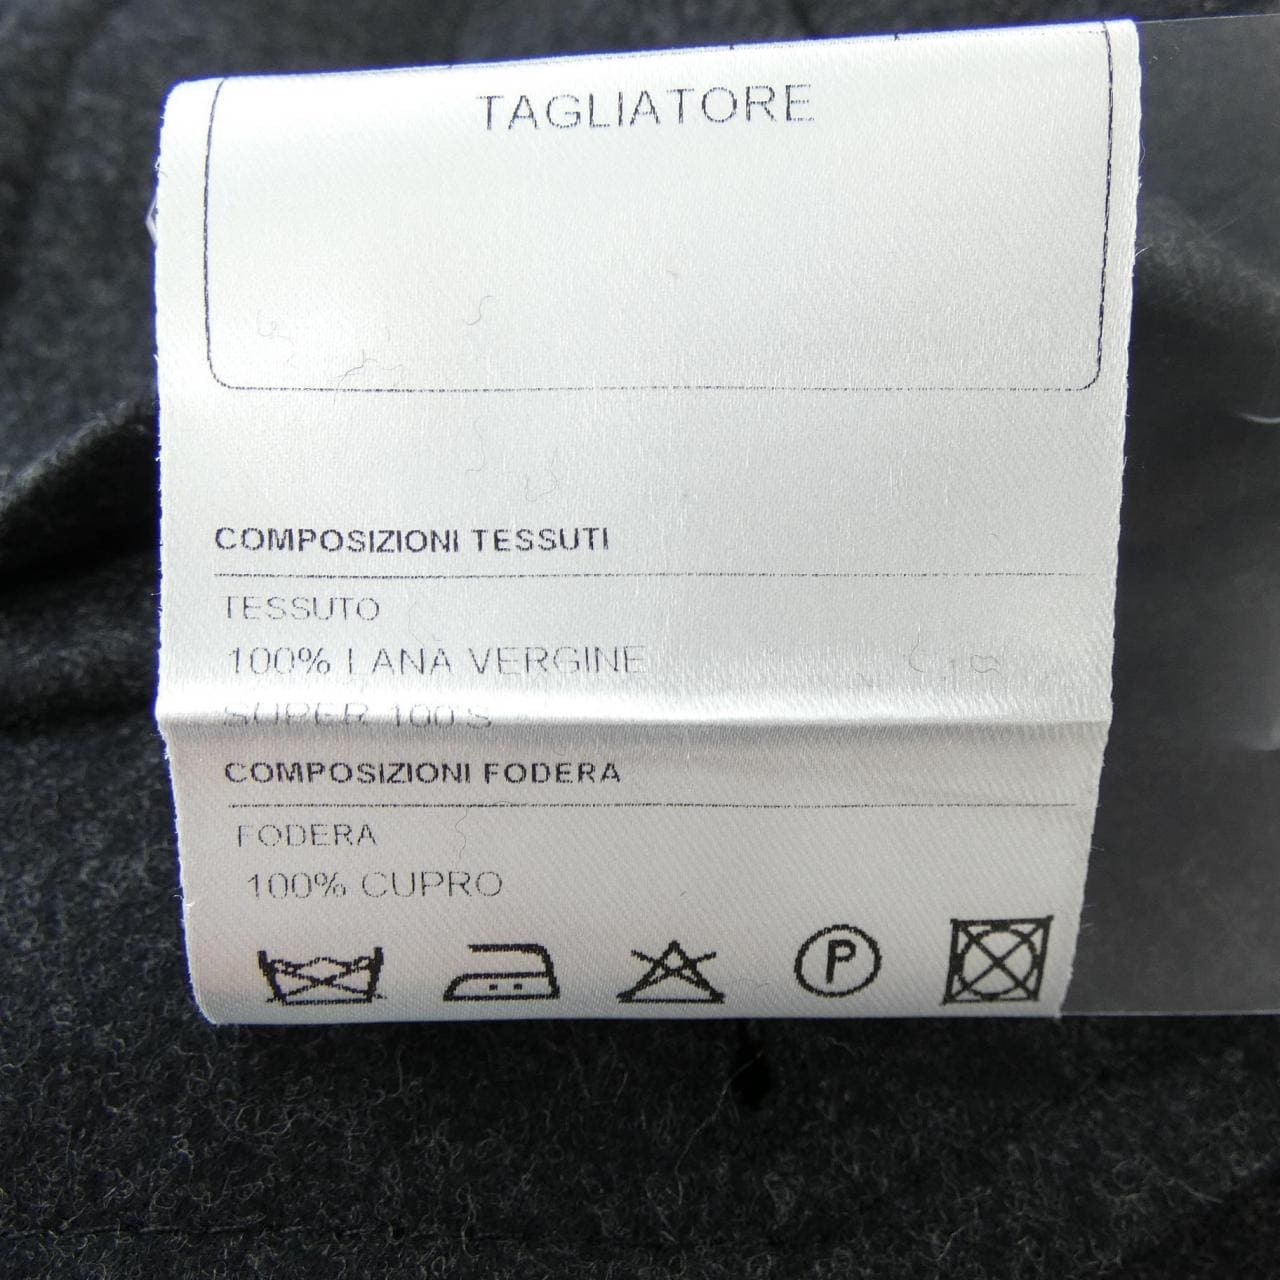 TAGLIATORE
COMPOSIZIONI TESSUTI
TESSUTO
100% LANA VERGINE
SUPER 100'S
COMPOSIZIONI FODERA
FODERA
100% CUPRO
P